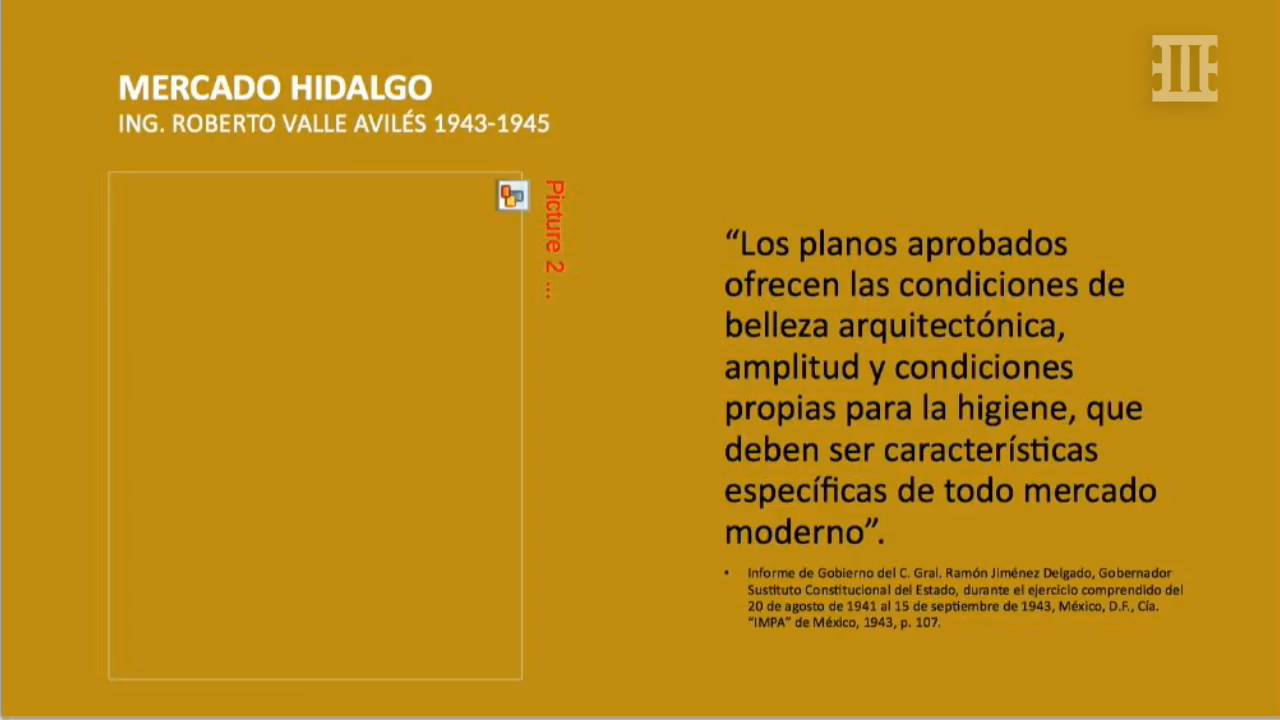 MERCADO HIDALGO
ING. ROBERTO VALLE AVILÉS 1943-1945
Picture 2 ...
“Los planos aprobados
ofrecen las condiciones de
belleza arquitectónica,
amplitud y condiciones
propias para la higiene, que
deben ser características
específicas de todo mercado
moderno”.
• Informe de Gobierno del C. Gral. Ramón Jiménez Delgado, Gobernador
Sustituto Constitucional del Estado, durante el ejercicio comprendido del
20 de agosto de 1941 al 15 de septiembre de 1943, México, D.F., Cía.
“IMPA” de México, 1943, p. 107.